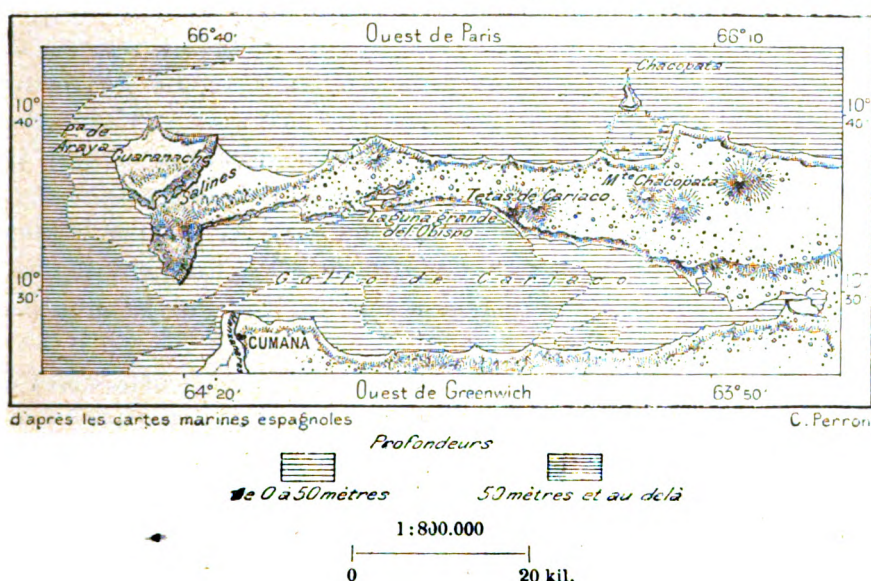 66°40' Ouest de Paris 66°10'
Chacopata
10°
40'
10°
40'
Pta de
Araya
Guaranache
Salines
Tetas de Cariaco
Mts Chacopata
Laguna grande
del Obispo
10°
30'
Golfo de Cariaco
10°
30'
CUMANÁ
64°20' Ouest de Greenwich 63°50'
d'après les cartes marines espagnoles
C. Perron
Profondeurs
de 0 à 50 mètres
50 mètres et au delà
1:800.000
0 20 kil.